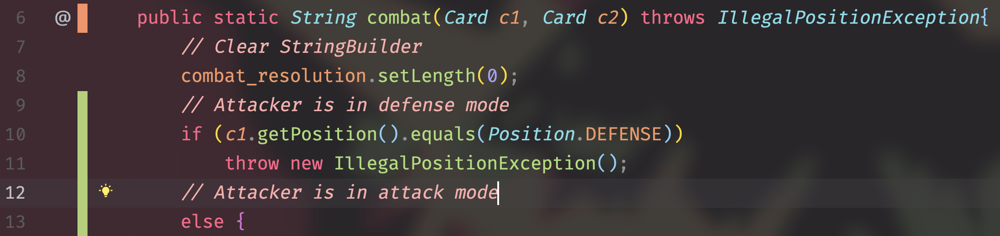 6 @ public static String combat(Card c1, Card c2) throws IllegalPositionException{
7 // Clear StringBuilder
8 combat_resolution.setLength(0);
9 // Attacker is in defense mode
10 if (c1.getPosition().equals(Position.DEFENSE))
11 throw new IllegalPositionException();
12 // Attacker is in attack mode
13 else {